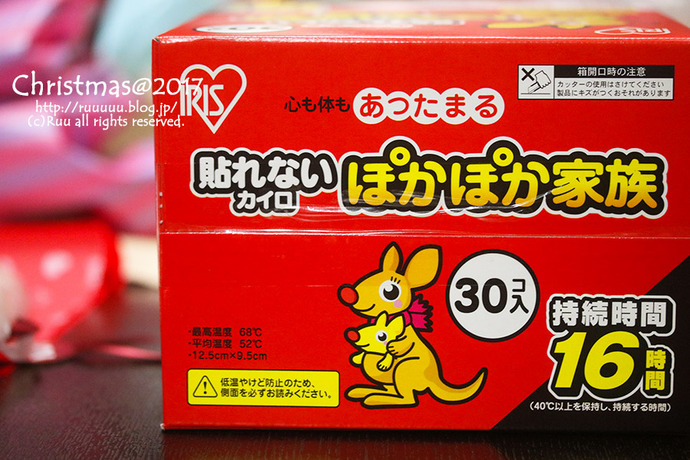 Christmas@2017
http://ruuuuu.blog.jp/
(c)Ruu all rights reserved.
IRIS
IRIS
箱開口時の注意
カッターの使用はさけてください
製品にキズがつくおそれがあります
心も体も あったまる
貼れない
カイロ
ぽかぽか家族
30コ入
・最高温度 68℃
・平均温度 52℃
・12.5cm×9.5cm
低温やけど防止のため、
側面を必ずお読みください。
持続時間
16時間
(40℃以上を保持し、持続する時間)